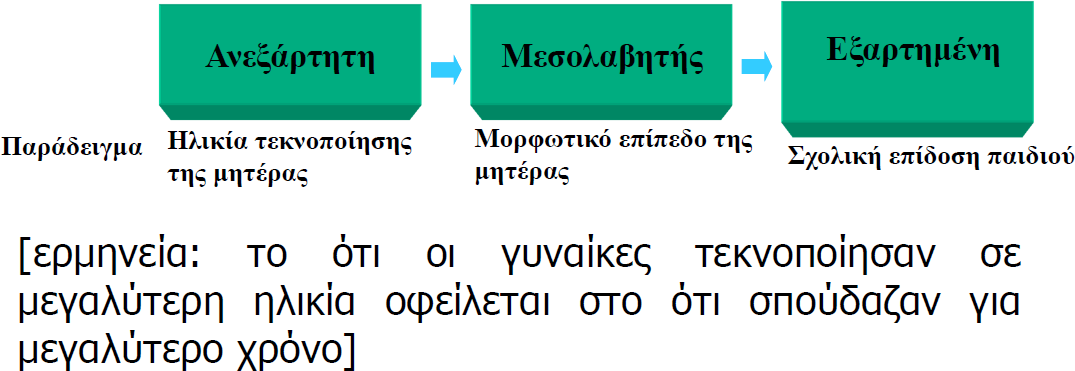 Ανεξάρτητη
Μεσολαβητής
Εξαρτημένη
Παράδειγμα
Ηλικία τεκνοποίησης
της μητέρας
Μορφωτικό επίπεδο της
μητέρας
Σχολική επίδοση παιδιού
[ερμηνεία: το ότι οι γυναίκες τεκνοποίησαν σε
μεγαλύτερη ηλικία οφείλεται στο ότι σπούδαζαν για
μεγαλύτερο χρόνο]